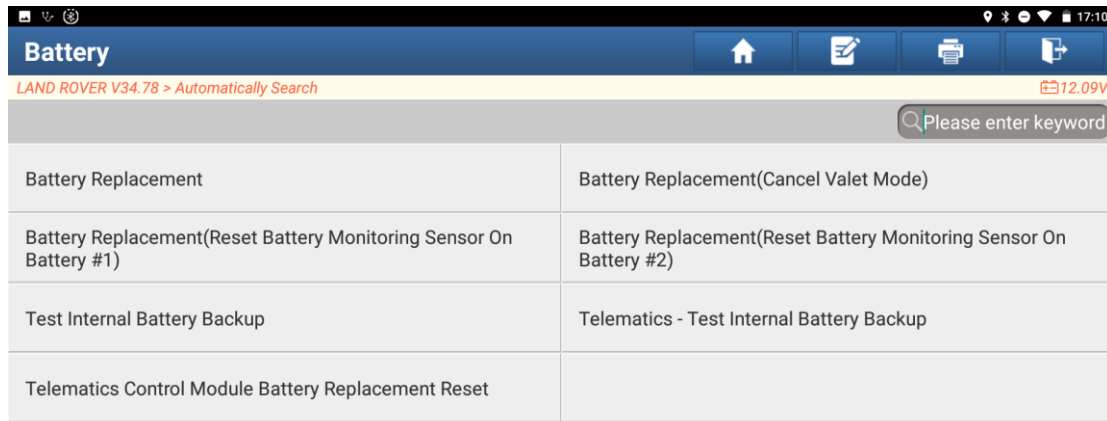 17:10
Battery
LAND ROVER V34.78 > Automatically Search
12.09V
Please enter keyword
Battery Replacement
Battery Replacement(Cancel Valet Mode)
Battery Replacement(Reset Battery Monitoring Sensor On
Battery #1)
Battery Replacement(Reset Battery Monitoring Sensor On
Battery #2)
Test Internal Battery Backup
Telematics - Test Internal Battery Backup
Telematics Control Module Battery Replacement Reset